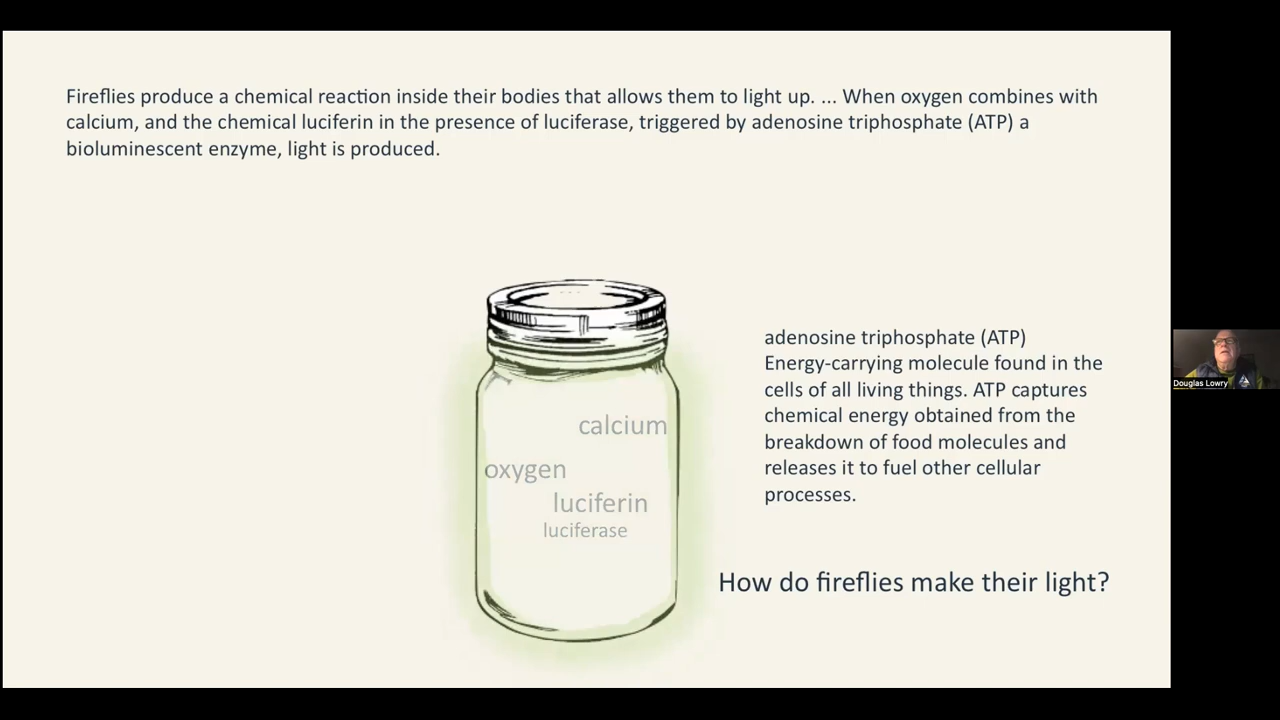 Fireflies produce a chemical reaction inside their bodies that allows them to light up. ... When oxygen combines with
calcium, and the chemical luciferin in the presence of luciferase, triggered by adenosine triphosphate (ATP) a
bioluminescent enzyme, light is produced.
calcium
oxygen
luciferin
luciferase
adenosine triphosphate (ATP)
Energy-carrying molecule found in the
cells of all living things. ATP captures
chemical energy obtained from the
breakdown of food molecules and
releases it to fuel other cellular
processes.
How do fireflies make their light?
Douglas Lowry